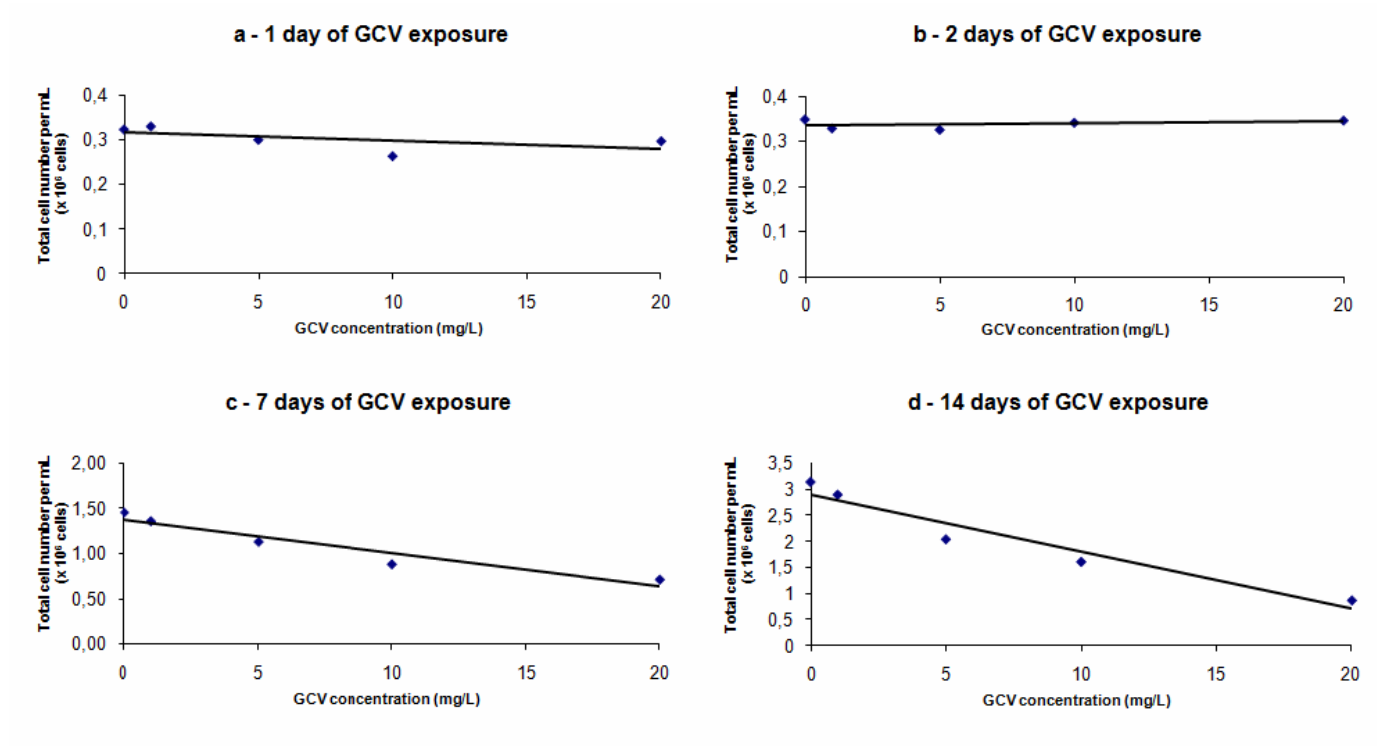 a - 1 day of GCV exposure
Total cell number per mL
(x 10⁶ cells)
0,4
0,3
0,2
0,1
0
0 5 10 15 20
GCV concentration (mg/L)
b - 2 days of GCV exposure
Total cell number per mL
(x 10⁶ cells)
0,4
0,3
0,2
0,1
0
0 5 10 15 20
GCV concentration (mg/L)
c - 7 days of GCV exposure
Total cell number per mL
(x 10⁶ cells)
2,00
1,50
1,00
0,50
0,00
0 5 10 15 20
GCV concentration (mg/L)
d - 14 days of GCV exposure
Total cell number per mL
(x 10⁶ cells)
3,5
3
2,5
2
1,5
1
0,5
0
0 5 10 15 20
GCV concentration (mg/L)